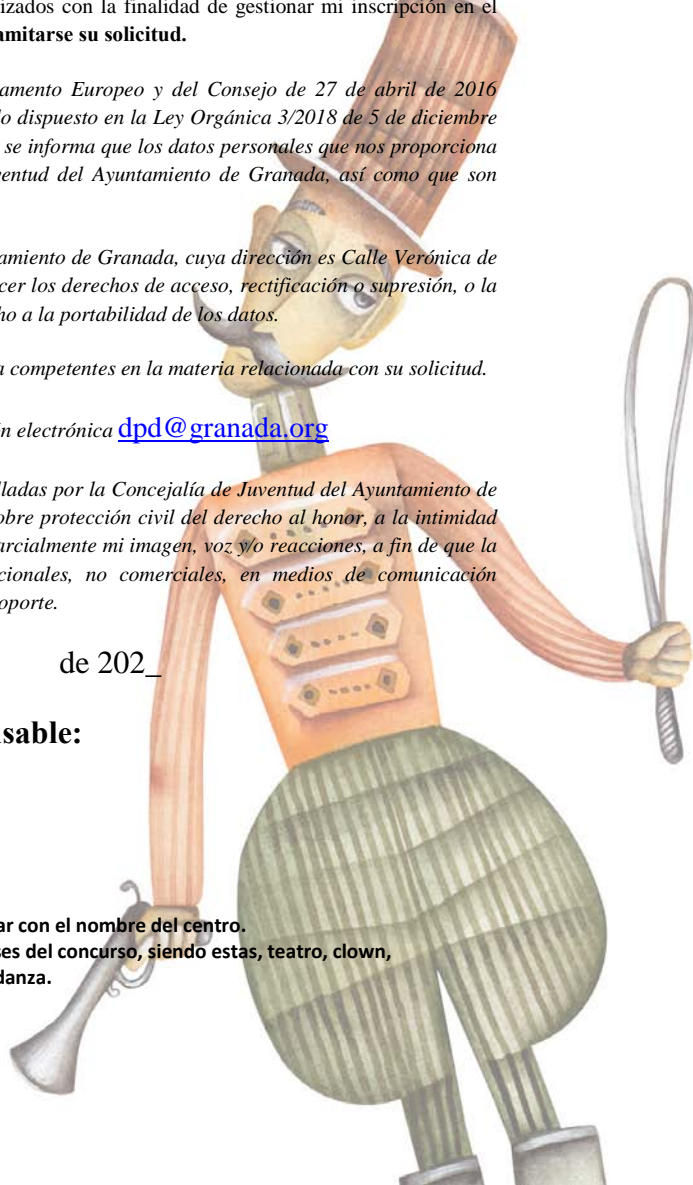 izados con la finalidad de gestionar mi inscripción en el
amitarse su solicitud.
amento Europeo y del Consejo de 27 de abril de 2016
lo dispuesto en la Ley Orgánica 3/2018 de 5 de diciembre
se informa que los datos personales que nos proporciona
ventud del Ayuntamiento de Granada, así como que son
amiento de Granada, cuya dirección es Calle Verónica de
cer los derechos de acceso, rectificación o supresión, o la
ho a la portabilidad de los datos.
a competentes en la materia relacionada con su solicitud.
ón electrónica dpd@granada.org
lladas por la Concejalía de Juventud del Ayuntamiento de
obre protección civil del derecho al honor, a la intimidad
arcialmente mi imagen, voz y/o reacciones, a fin de que la
cionales, no comerciales, en medios de comunicación
oporte.
de 202_
sable:
ar con el nombre del centro.
ses del concurso, siendo estas, teatro, clown,
danza.